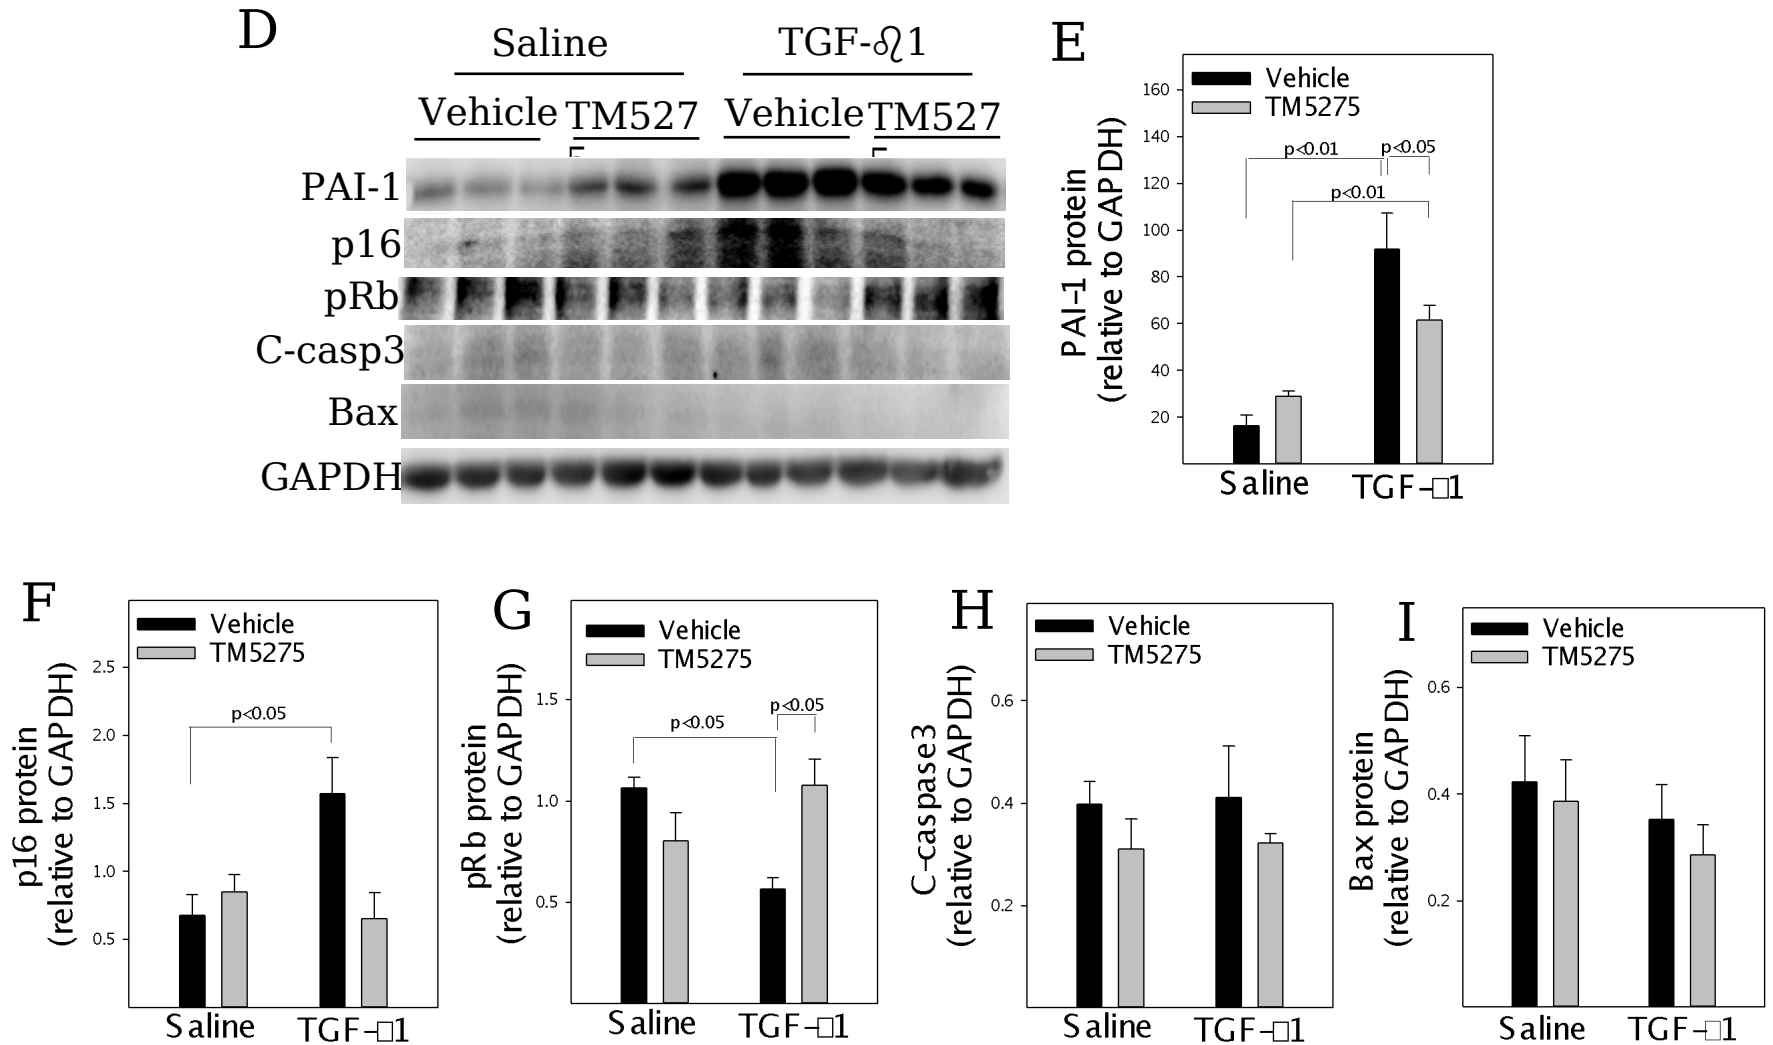 D
Saline TGF-♌1
Vehicle TM527 Vehicle TM527
5 5
PAI-1
p16
pRb
C-casp3
Bax
GAPDH
E
Vehicle
TM5275
PAI-1 protein
(relative to GAPDH)
160
140
120
100
80
60
40
20
p<0.01 p<0.05
p<0.01
Saline TGF-□1
F
Vehicle
TM5275
p16 protein
(relative to GAPDH)
2.5
2.0
1.5
1.0
0.5
p<0.05
Saline TGF-□1
G
Vehicle
TM5275
pRb protein
(relative to GAPDH)
1.5
1.0
0.5
p<0.05 p<0.05
Saline TGF-□1
H
Vehicle
TM5275
C-caspase3
(relative to GAPDH)
0.6
0.4
0.2
Saline TGF-□1
I
Vehicle
TM5275
Bax protein
(relative to GAPDH)
0.6
0.4
0.2
Saline TGF-□1